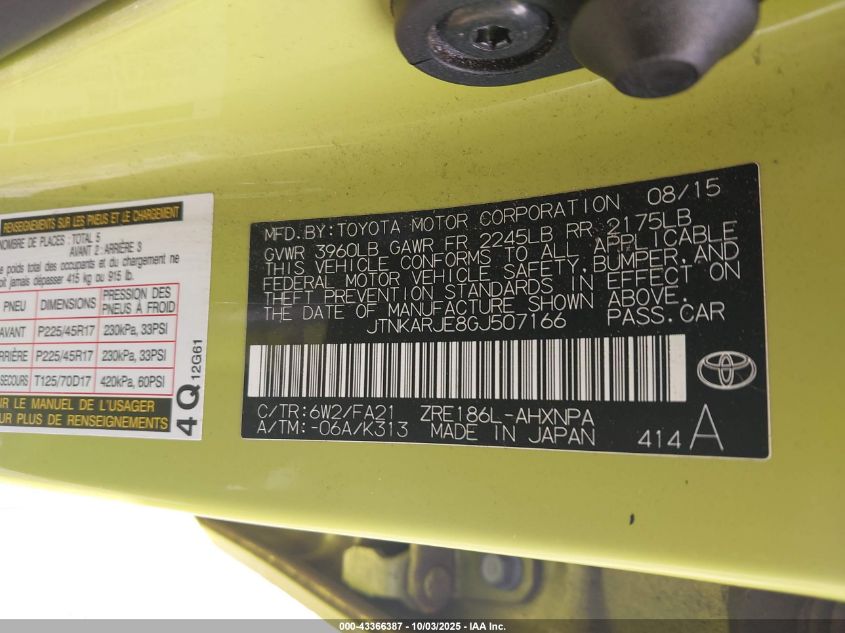 RENSEIGNEMENTS SUR LES PNEUS ET LE CHARGEMENT
NOMBRE DE PLACES : TOTAL 5
AVANT 2 : ARRIÈRE 3
e poids total des occupants et du chargement ne
oit jamais dépasser 415 kg ou 915 lb.
PNEU DIMENSIONS PRESSION DES PNEUS À FROID
AVANT P225/45R17 230kPa, 33PSI
RRIÈRE P225/45R17 230kPa, 33PSI
SECOURS T125/70D17 420kPa, 60PSI
IR LE MANUEL DE L'USAGER
OUR PLUS DE RENSEIGNEMENTS
4 Q 12G61
MFD. BY: TOYOTA MOTOR CORPORATION 08/15
GVWR 3960LB GAWR FR 2245LB RR 2175LB
THIS VEHICLE CONFORMS TO ALL APPLICABLE
FEDERAL MOTOR VEHICLE SAFETY, BUMPER, AND
THEFT PREVENTION STANDARDS IN EFFECT ON
THE DATE OF MANUFACTURE SHOWN ABOVE.
JTNKARJE8GJ507166 PASS.CAR
C/TR:6W2/FA21 ZRE186L-AHXNPA
A/TM:-06A/K313 MADE IN JAPAN 414 A
000-43366387 - 10/03/2025 - IAA Inc.